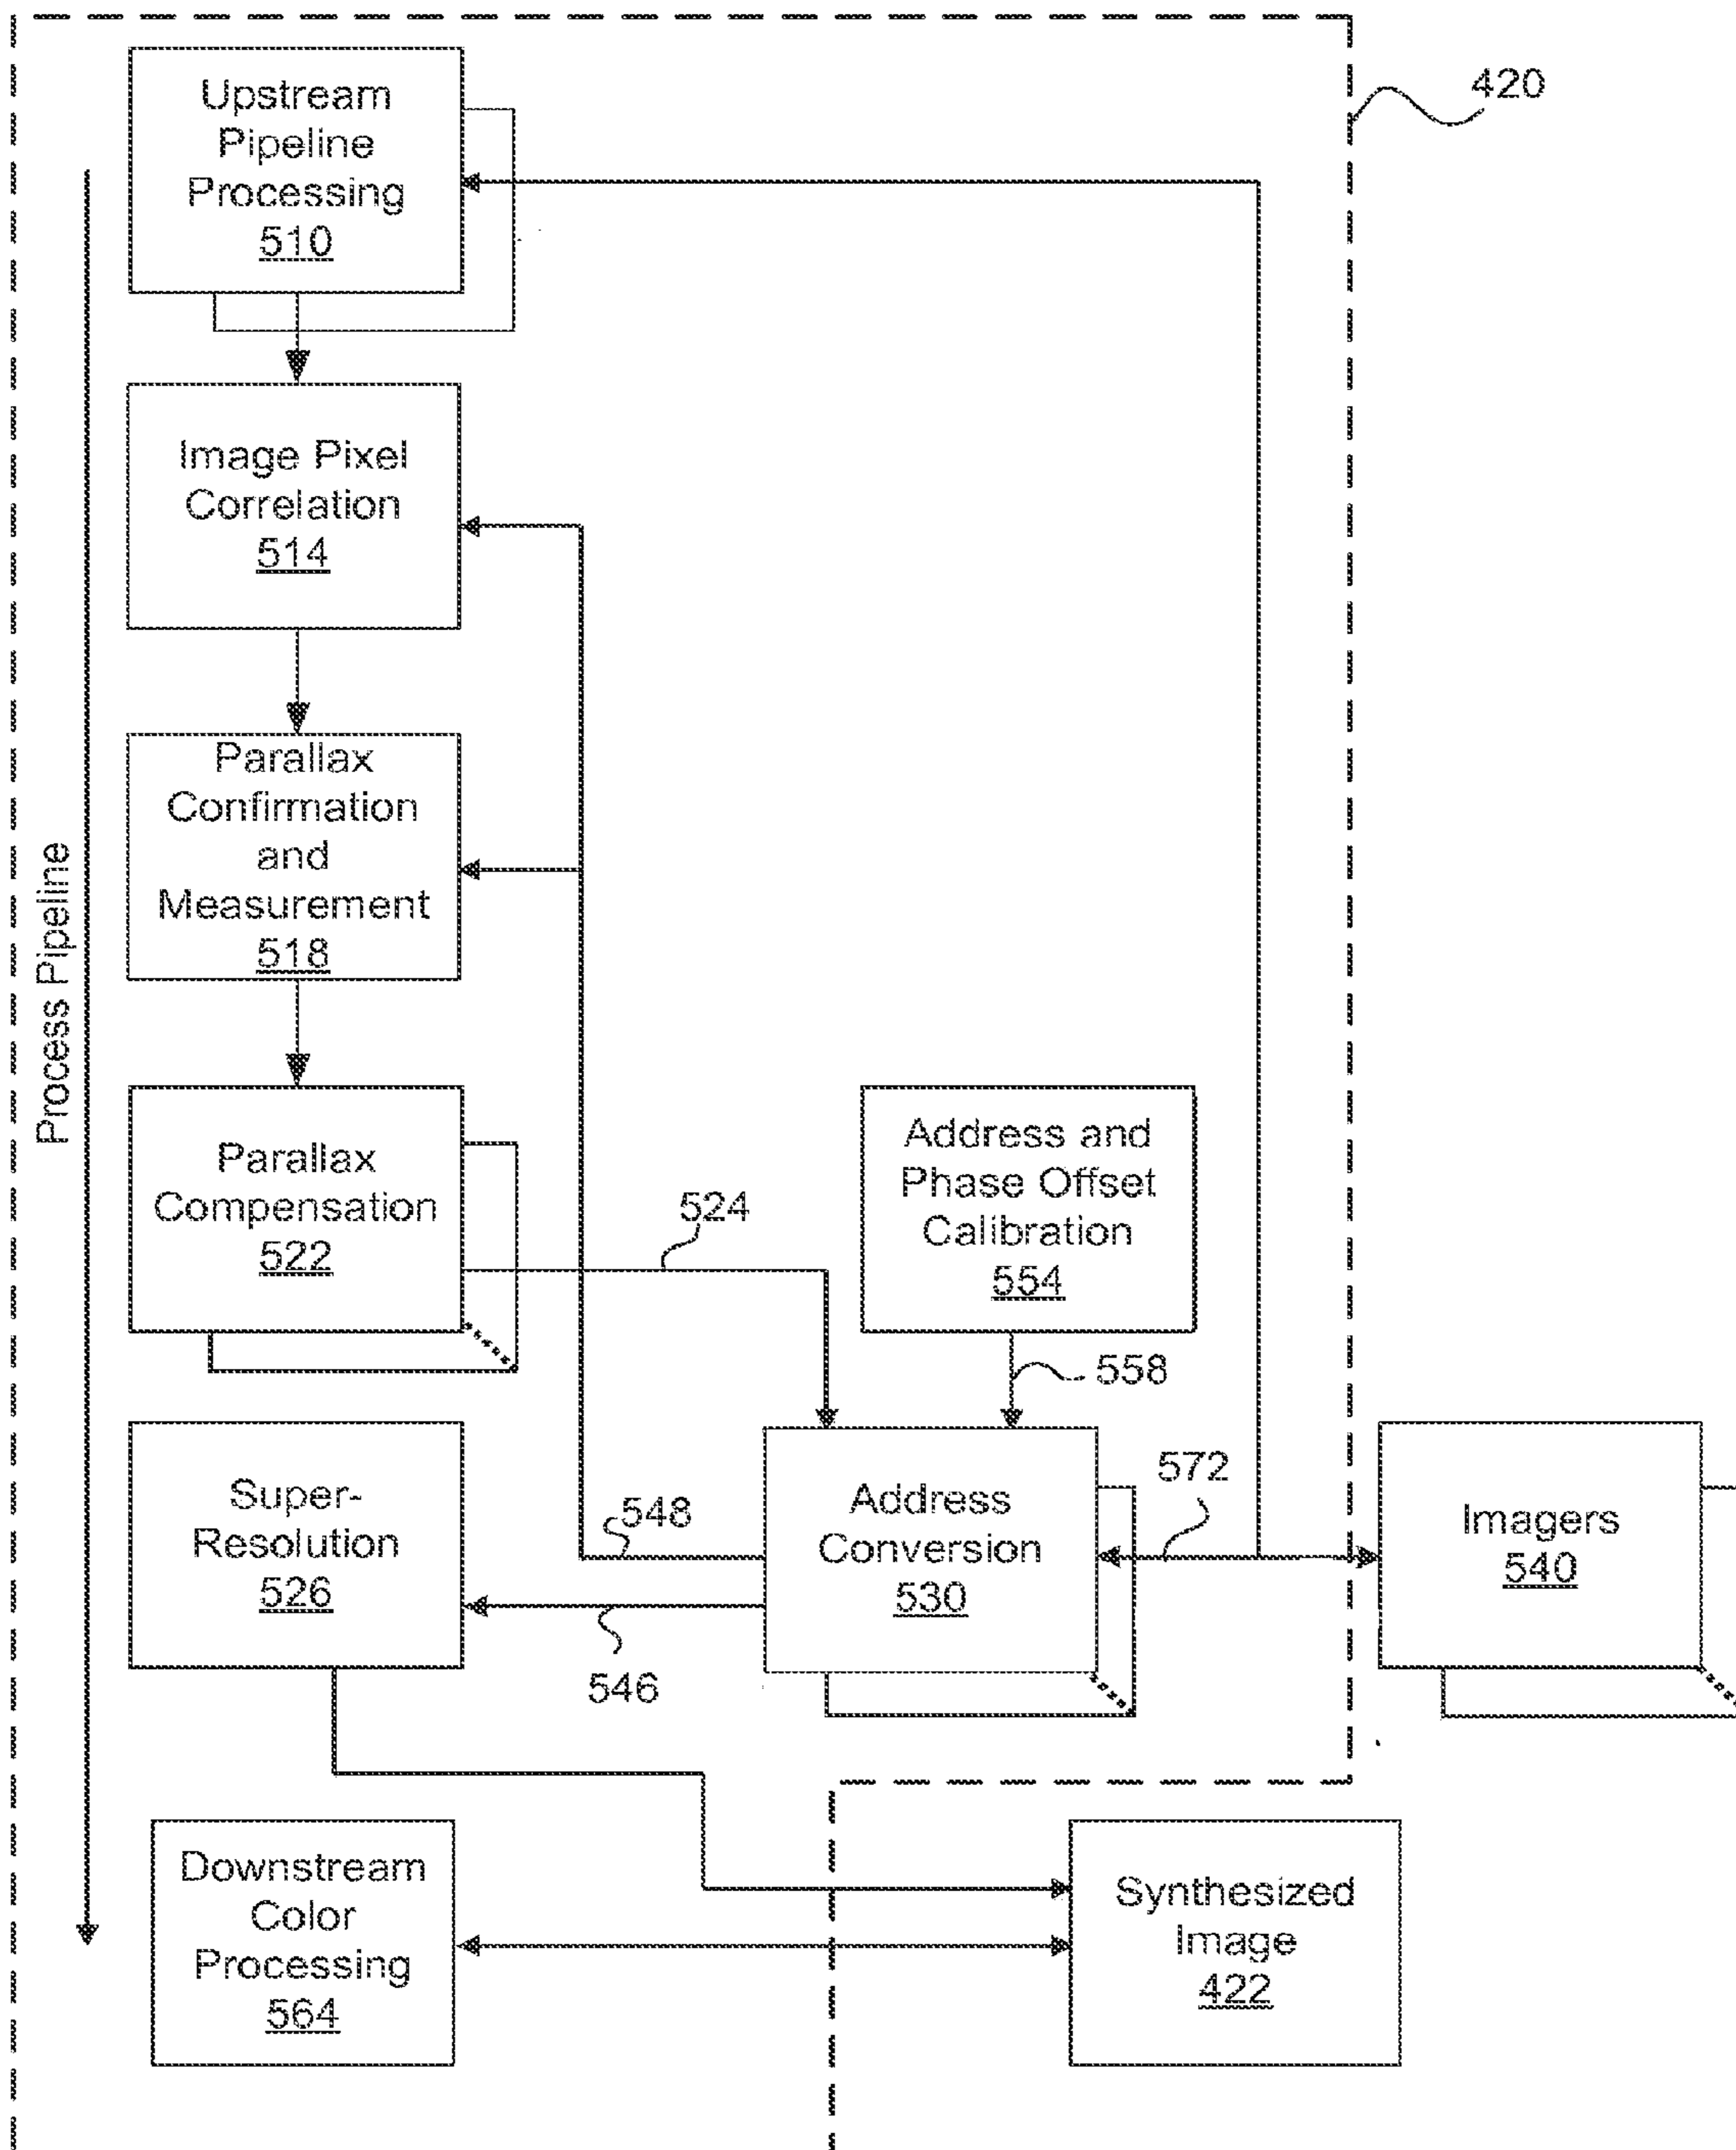 420
Upstream
Pipeline
Processing
510
Image Pixel
Correlation
514
Parallax
Confirmation
and
Measurement
518
Process Pipeline
Parallax
Compensation
522
524
Address and
Phase Offset
Calibration
554
558
Super-
Resolution
526
548
546
Address
Conversion
530
572
Imagers
540
Downstream
Color
Processing
564
Synthesized
Image
422